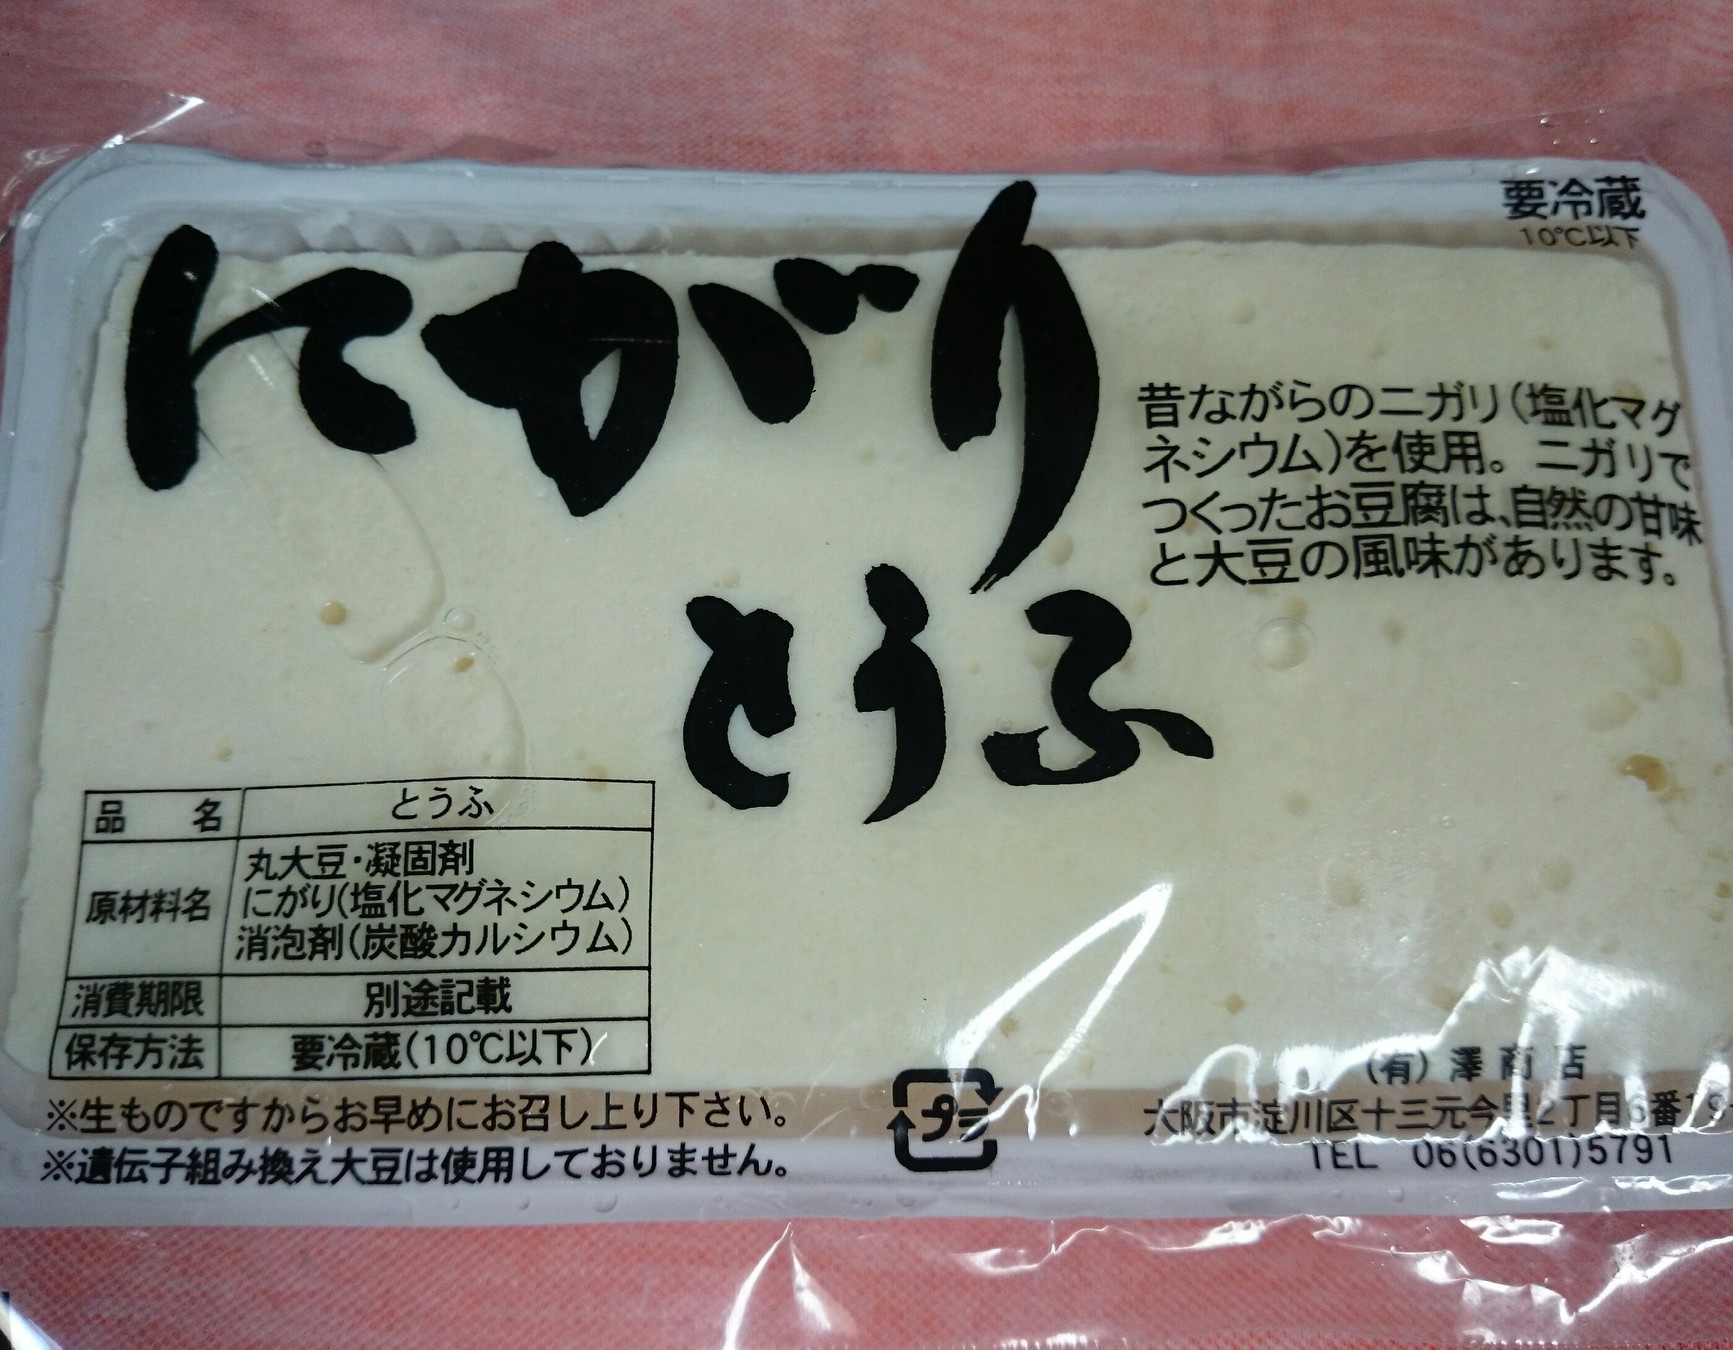 要冷蔵
10℃以下
にがり
とうふ
昔ながらのニガリ(塩化マグ
ネシウム)を使用。ニガリで
つくったお豆腐は、自然の甘味
と大豆の風味があります。
品　名　とうふ
原材料名　丸大豆・凝固剤
にがり(塩化マグネシウム)
消泡剤(炭酸カルシウム)
消費期限　別途記載
保存方法　要冷蔵(10℃以下)
※生ものですからお早めにお召し上り下さい。
※遺伝子組み換え大豆は使用しておりません。
プラ
(有)澤商店
大阪市淀川区十三元今里2丁目6番19
TEL 06(6301)5791